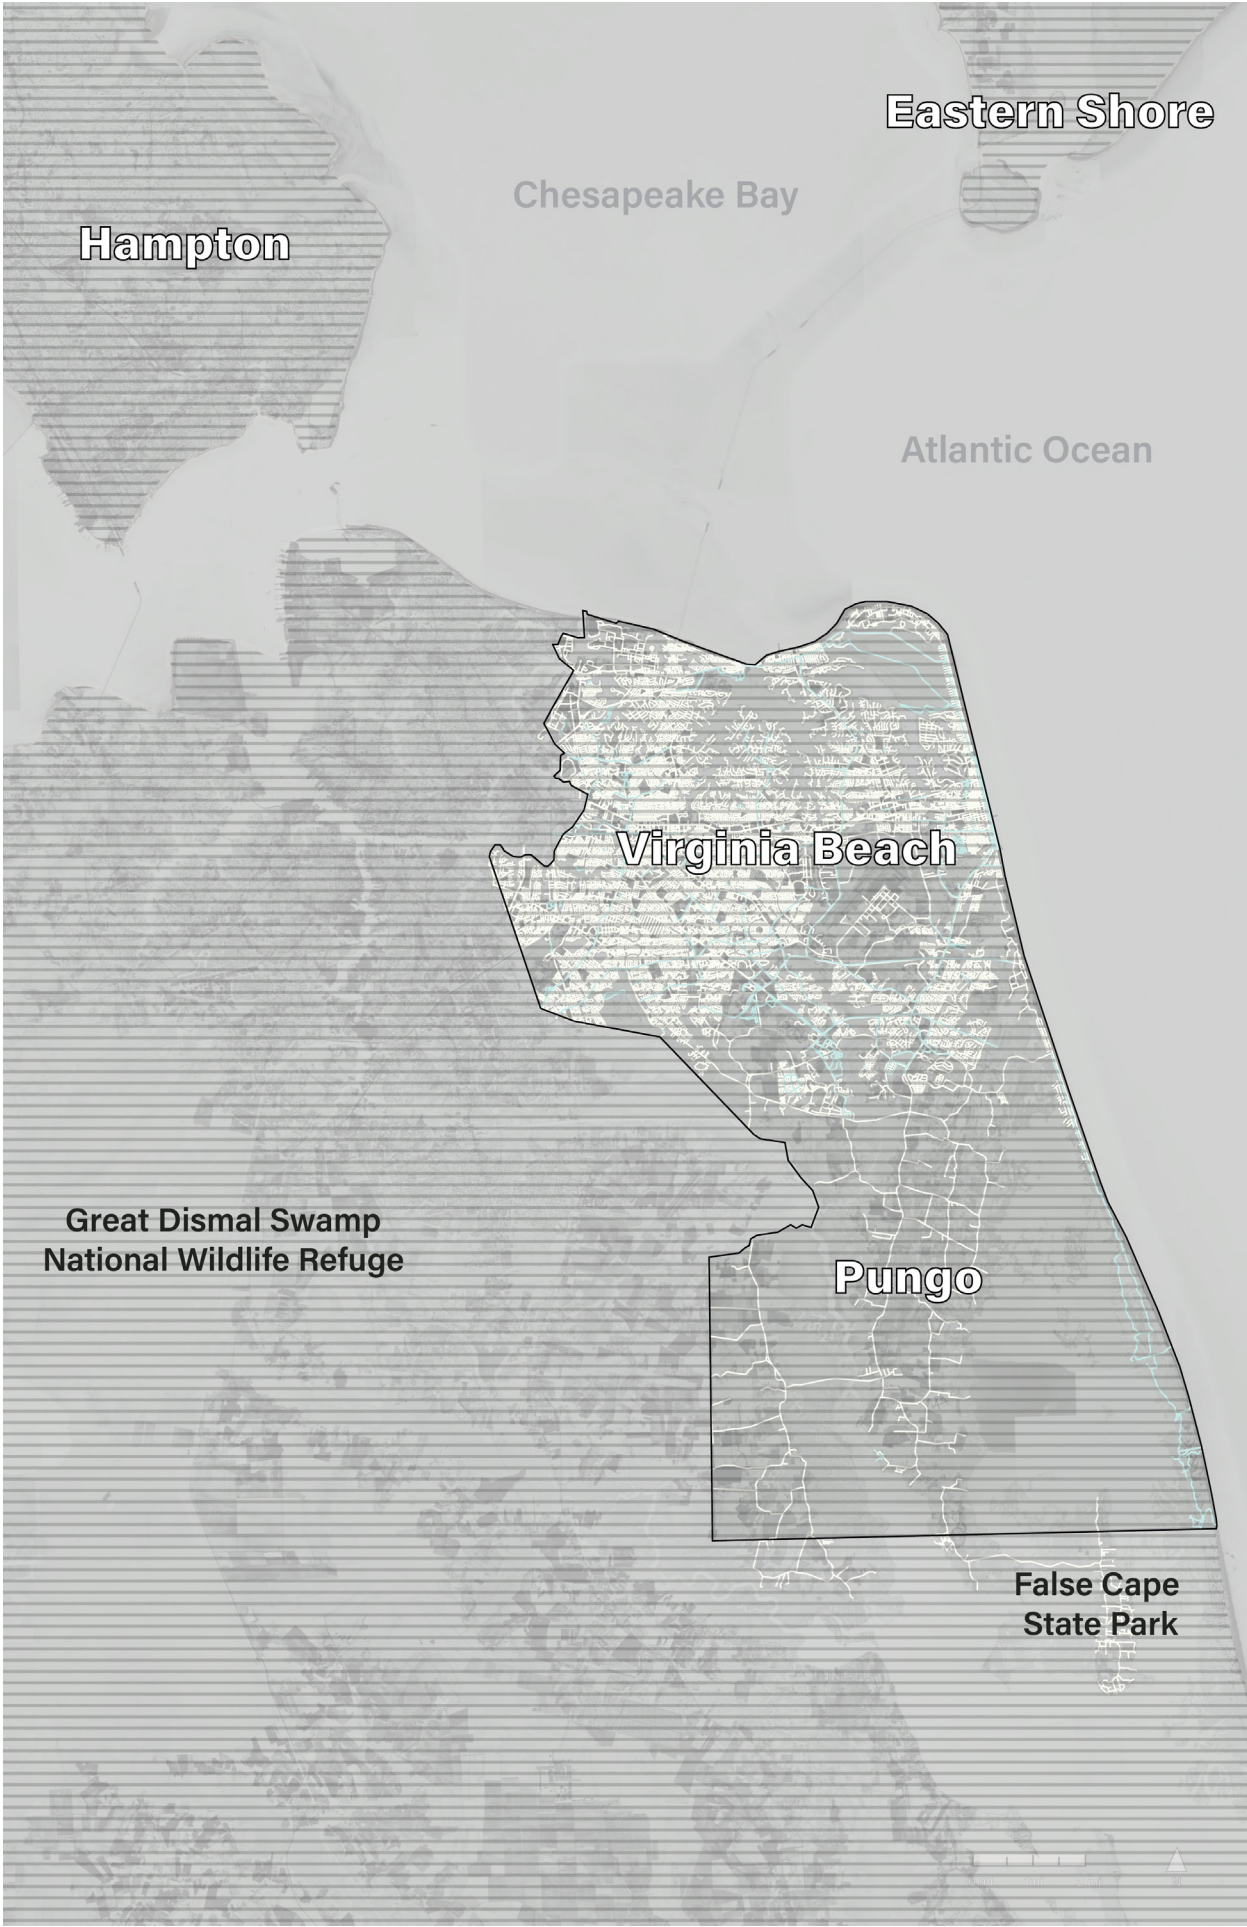 Eastern Shore
Chesapeake Bay
Hampton
Atlantic Ocean
Virginia Beach
Great Dismal Swamp
National Wildlife Refuge
Pungo
False Cape
State Park